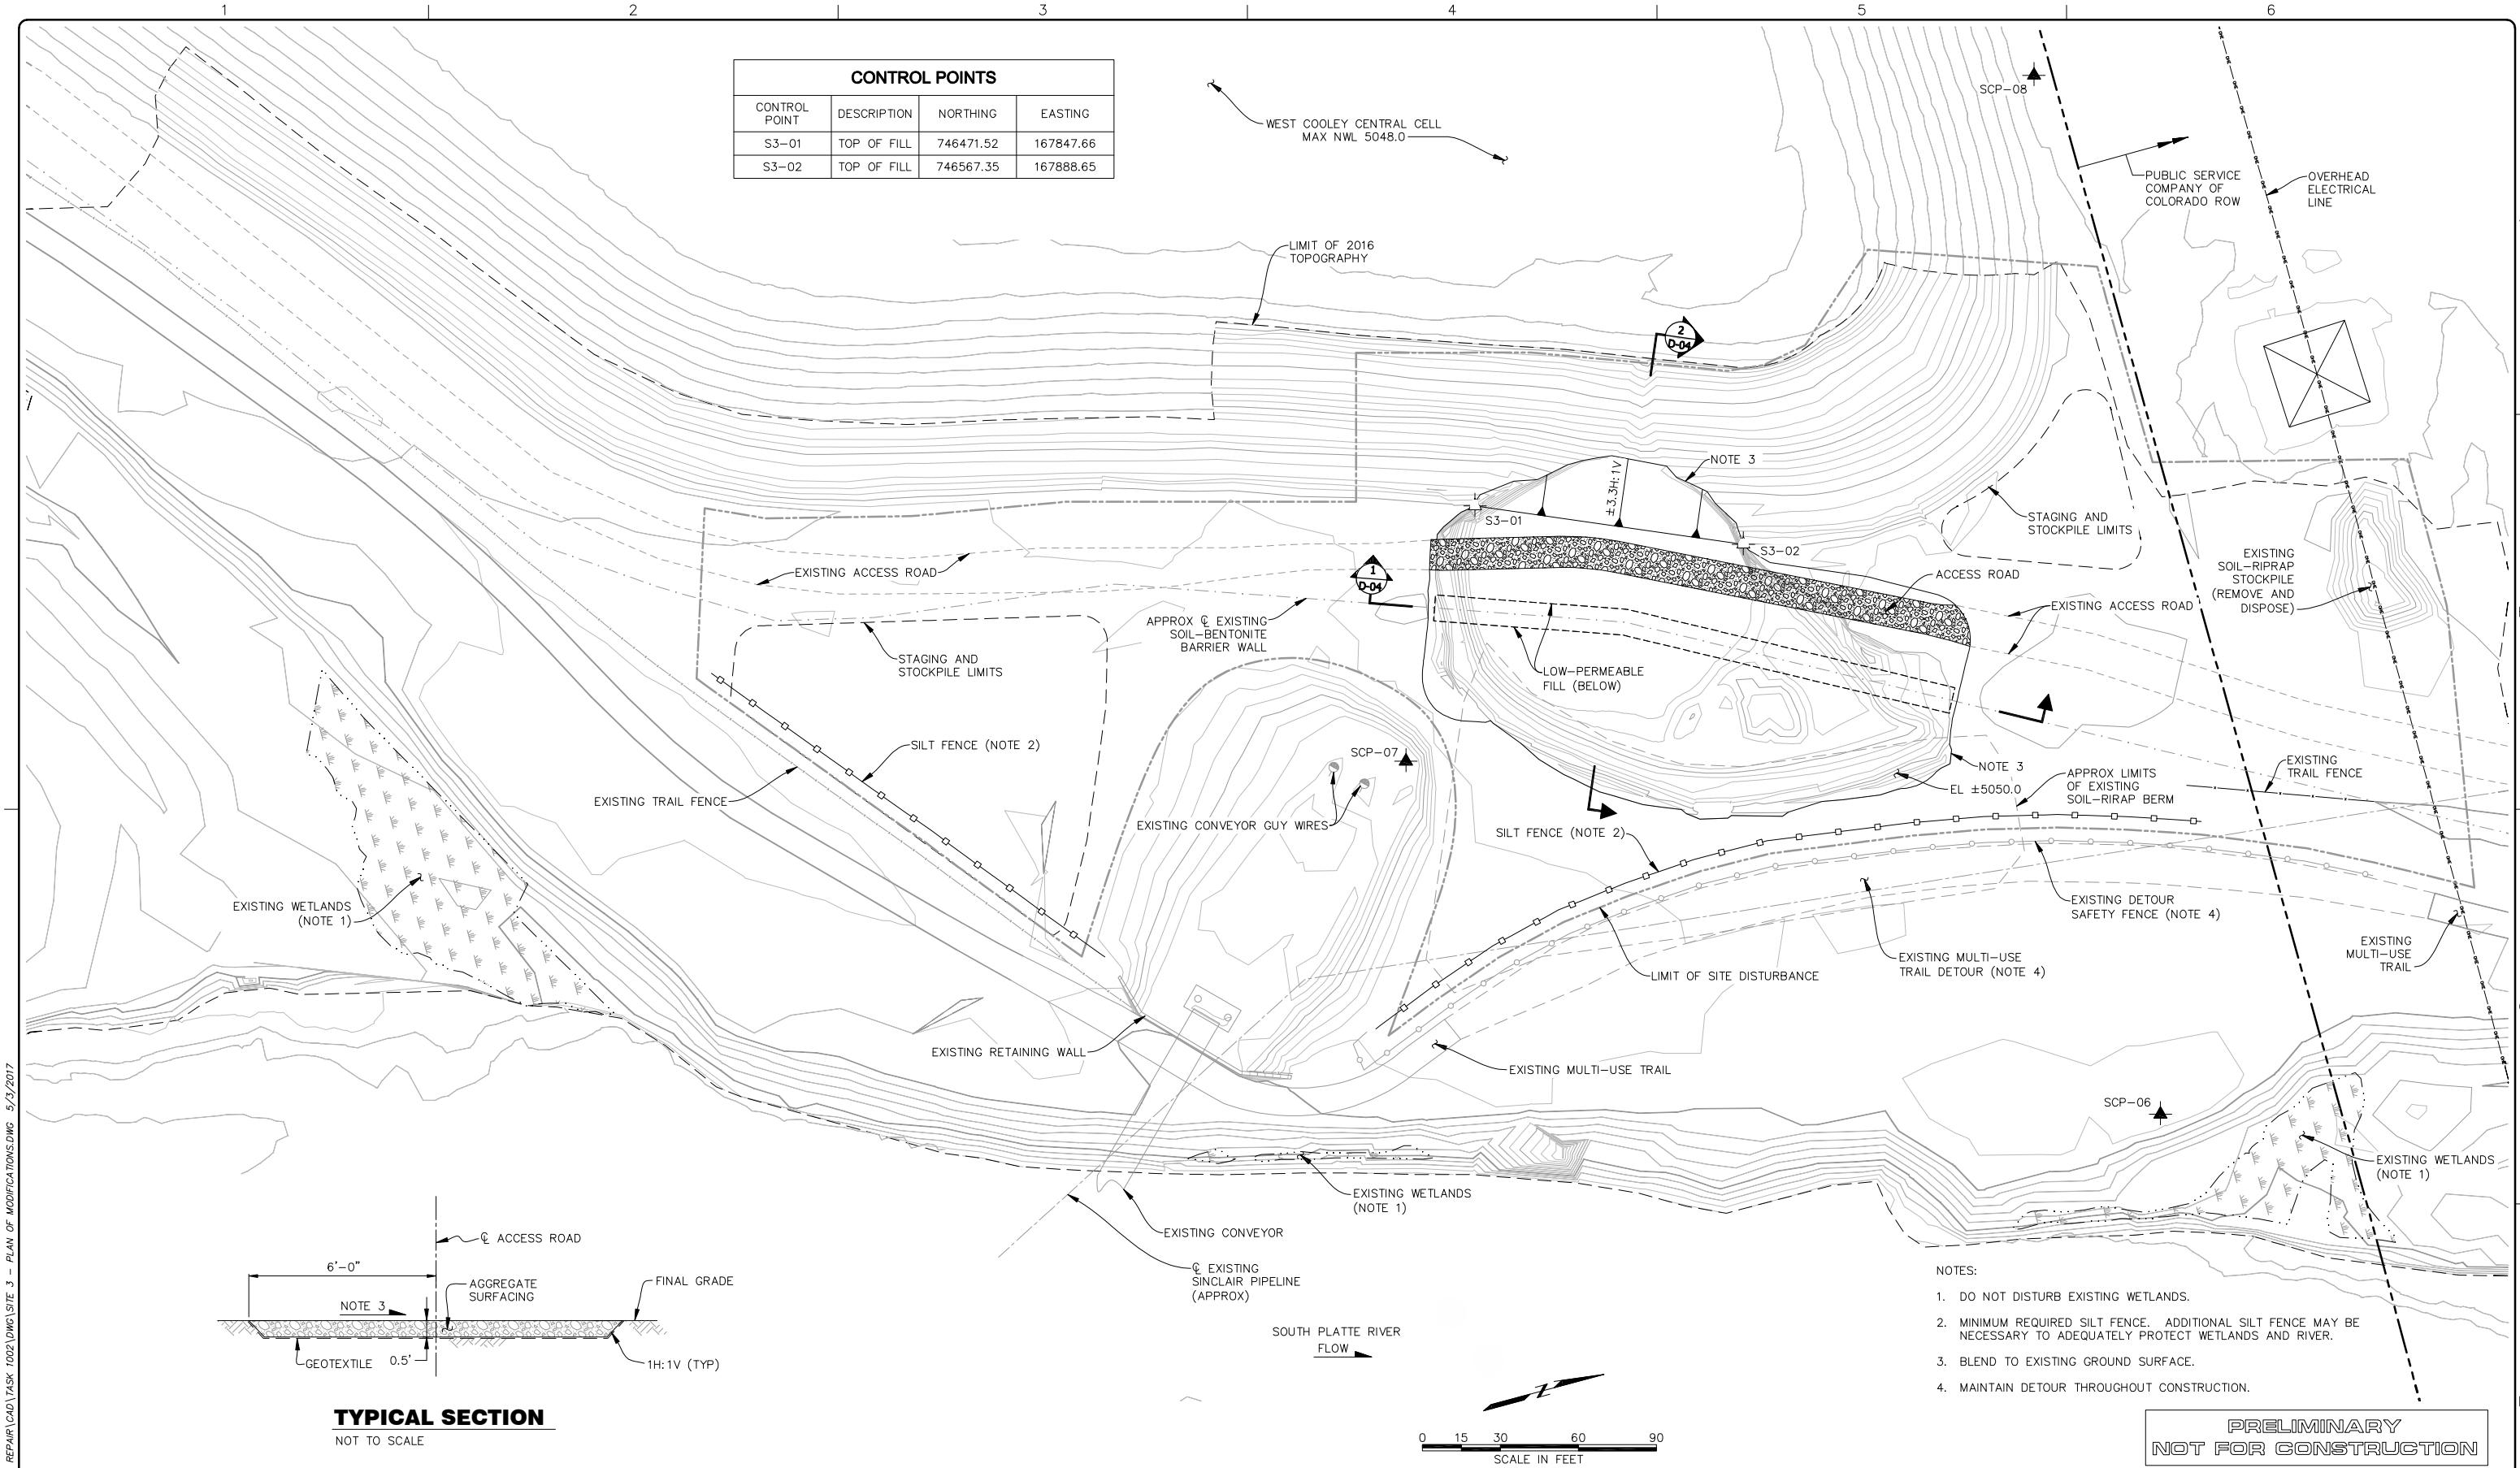 1 2 3 4 5 6
CONTROL POINTS
CONTROL POINT DESCRIPTION NORTHING EASTING
S3-01 TOP OF FILL 746471.52 167847.66
S3-02 TOP OF FILL 746567.35 167888.65
WEST COOLEY CENTRAL CELL
MAX NWL 5048.0
SCP-08
PUBLIC SERVICE
COMPANY OF
COLORADO ROW
OVERHEAD
ELECTRICAL
LINE
LIMIT OF 2016
TOPOGRAPHY
2
D-04
NOTE 3
±3.3H:1V
S3-01
S3-02
STAGING AND
STOCKPILE LIMITS
EXISTING
SOIL-RIPRAP
STOCKPILE
(REMOVE AND
DISPOSE)
EXISTING ACCESS ROAD
1
D-04
ACCESS ROAD
EXISTING ACCESS ROAD
APPROX ℄ EXISTING
SOIL-BENTONITE
BARRIER WALL
STAGING AND
STOCKPILE LIMITS
LOW-PERMEABLE
FILL (BELOW)
SILT FENCE (NOTE 2)
SCP-07
NOTE 3
EL ±5050.0
APPROX LIMITS
OF EXISTING
SOIL-RIRAP BERM
EXISTING
TRAIL FENCE
EXISTING TRAIL FENCE
EXISTING CONVEYOR GUY WIRES
SILT FENCE (NOTE 2)
EXISTING WETLANDS
(NOTE 1)
EXISTING DETOUR
SAFETY FENCE (NOTE 4)
EXISTING
MULTI-USE
TRAIL
EXISTING MULTI-USE
TRAIL DETOUR (NOTE 4)
LIMIT OF SITE DISTURBANCE
EXISTING RETAINING WALL
EXISTING MULTI-USE TRAIL
SCP-06
EXISTING WETLANDS
(NOTE 1)
EXISTING WETLANDS
(NOTE 1)
EXISTING CONVEYOR
℄ EXISTING
SINCLAIR PIPELINE
(APPROX)
℄ ACCESS ROAD
6'-0"
AGGREGATE
SURFACING
FINAL GRADE
NOTE 3
GEOTEXTILE
0.5'
1H:1V (TYP)
TYPICAL SECTION
NOT TO SCALE
SOUTH PLATTE RIVER
FLOW
N
0 15 30 60 90
SCALE IN FEET
NOTES:
1. DO NOT DISTURB EXISTING WETLANDS.
2. MINIMUM REQUIRED SILT FENCE. ADDITIONAL SILT FENCE MAY BE
NECESSARY TO ADEQUATELY PROTECT WETLANDS AND RIVER.
3. BLEND TO EXISTING GROUND SURFACE.
4. MAINTAIN DETOUR THROUGHOUT CONSTRUCTION.
PRELIMINARY
NOT FOR CONSTRUCTION
REPAIR\CAD\TASK 1002\DWG\SITE 3 - PLAN OF MODIFICATIONS.DWG 5/3/2017